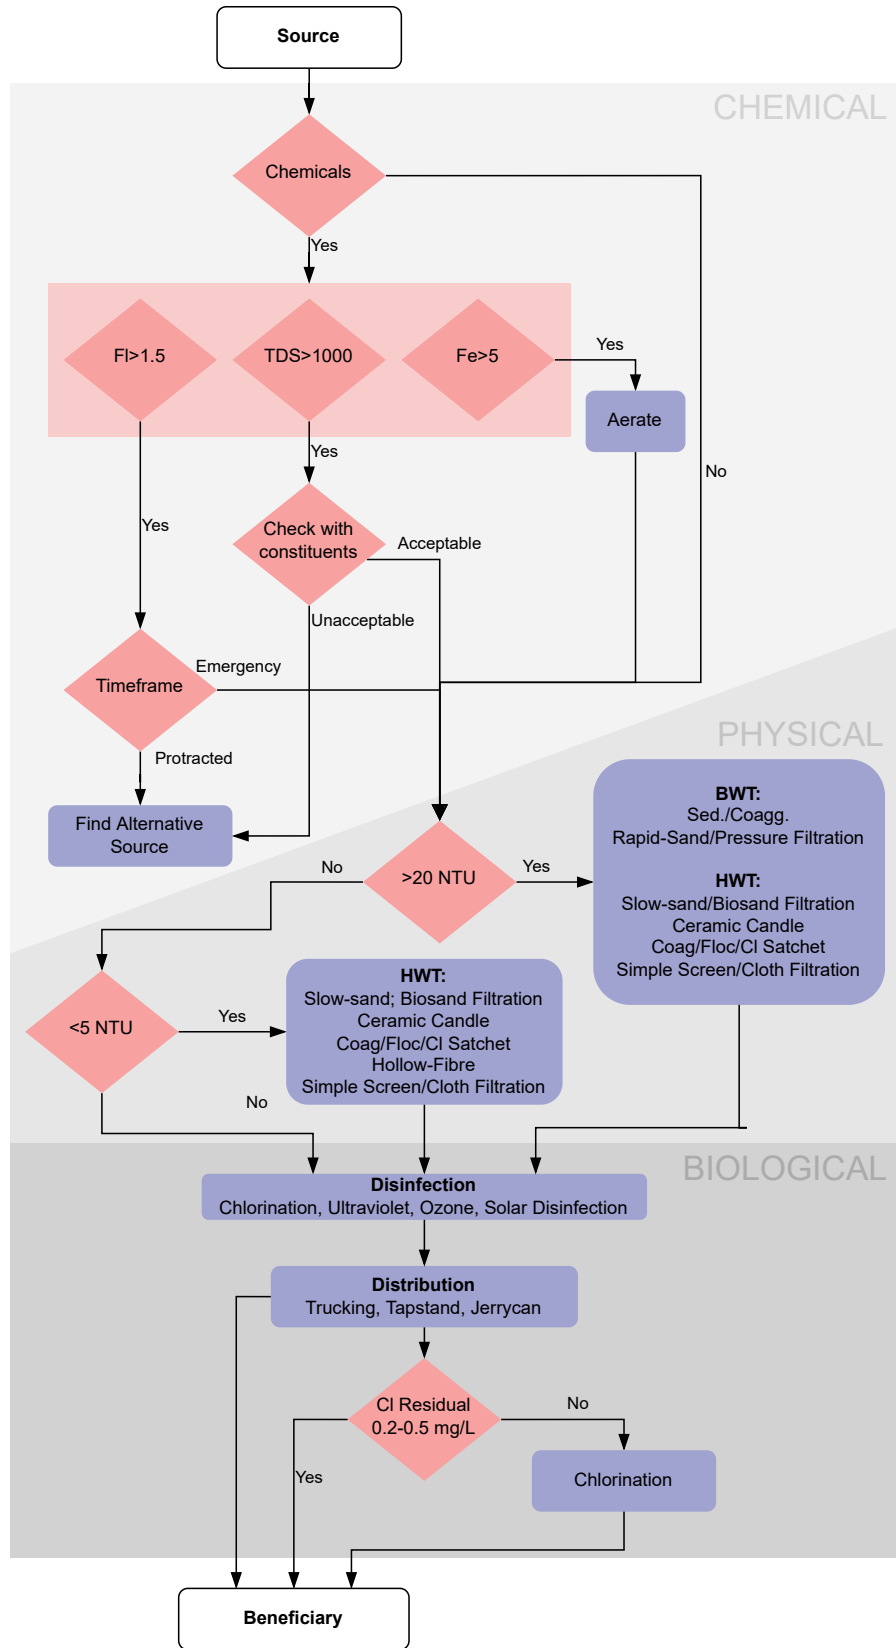 Source
CHEMICAL
Chemicals
Yes
Fl>1.5
TDS>1000
Fe>5
Yes
Aerate
No
Yes
Yes
Check with
constituents
Acceptable
Unacceptable
Timeframe
Emergency
Protracted
PHYSICAL
Find Alternative
Source
BWT:
Sed./Coagg.
Rapid-Sand/Pressure Filtration
HWT:
Slow-sand/Biosand Filtration
Ceramic Candle
Coag/Floc/Cl Satchet
Simple Screen/Cloth Filtration
No
>20 NTU
Yes
<5 NTU
Yes
HWT:
Slow-sand; Biosand Filtration
Ceramic Candle
Coag/Floc/Cl Satchet
Hollow-Fibre
Simple Screen/Cloth Filtration
No
BIOLOGICAL
Disinfection
Chlorination, Ultraviolet, Ozone, Solar Disinfection
Distribution
Trucking, Tapstand, Jerrycan
Cl Residual
0.2-0.5 mg/L
No
Yes
Chlorination
Beneficiary